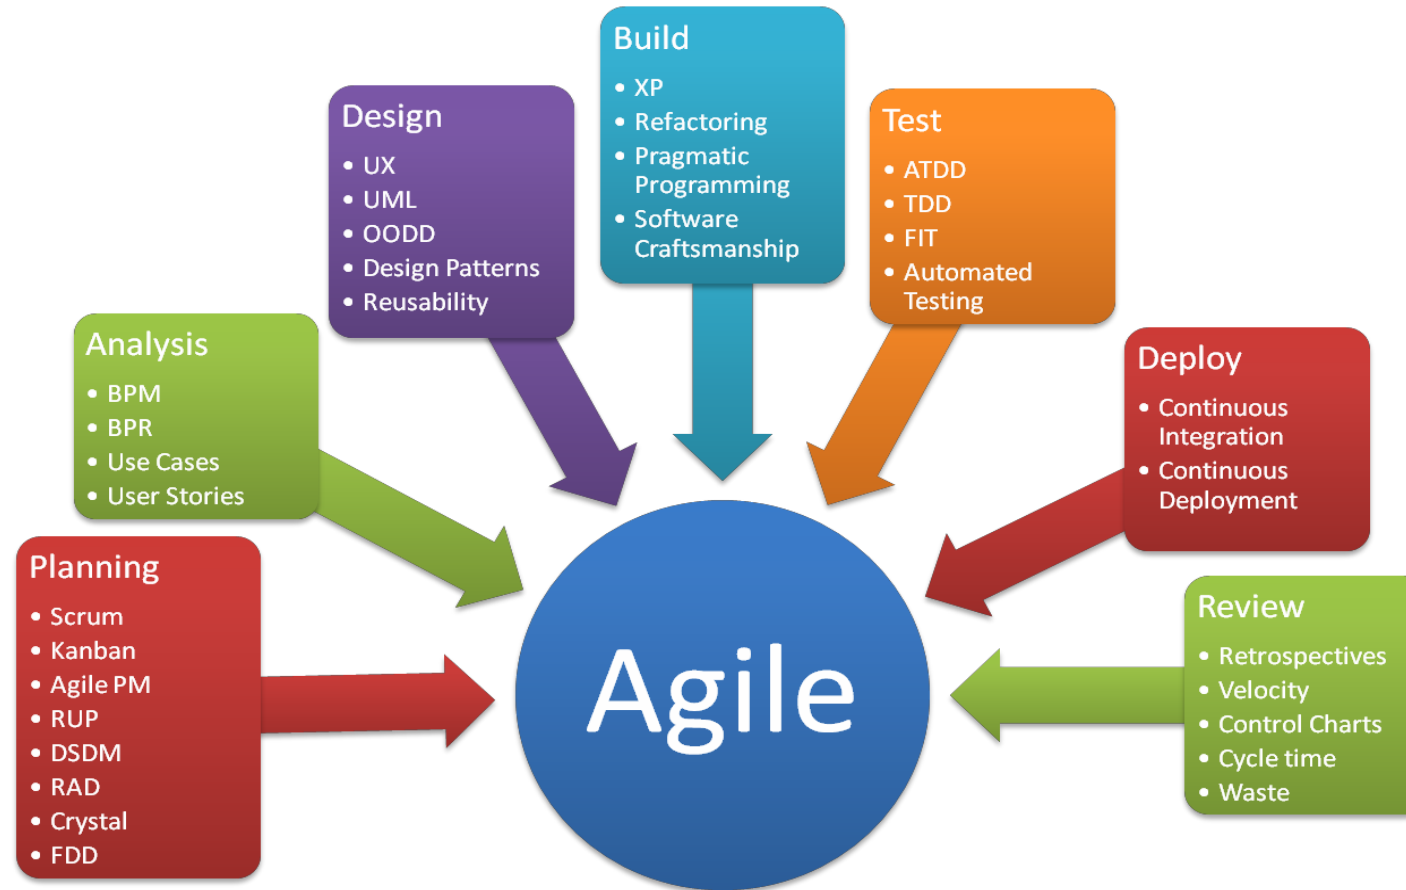 Build
• XP
• Refactoring
• Pragmatic
Programming
• Software
Craftsmanship
Design
• UX
• UML
• OODD
• Design Patterns
• Reusability
Test
• ATDD
• TDD
• FIT
• Automated
Testing
Analysis
• BPM
• BPR
• Use Cases
• User Stories
Deploy
• Continuous
Integration
• Continuous
Deployment
Planning
• Scrum
• Kanban
• Agile PM
• RUP
• DSDM
• RAD
• Crystal
• FDD
Review
• Retrospectives
• Velocity
• Control Charts
• Cycle time
• Waste
Agile